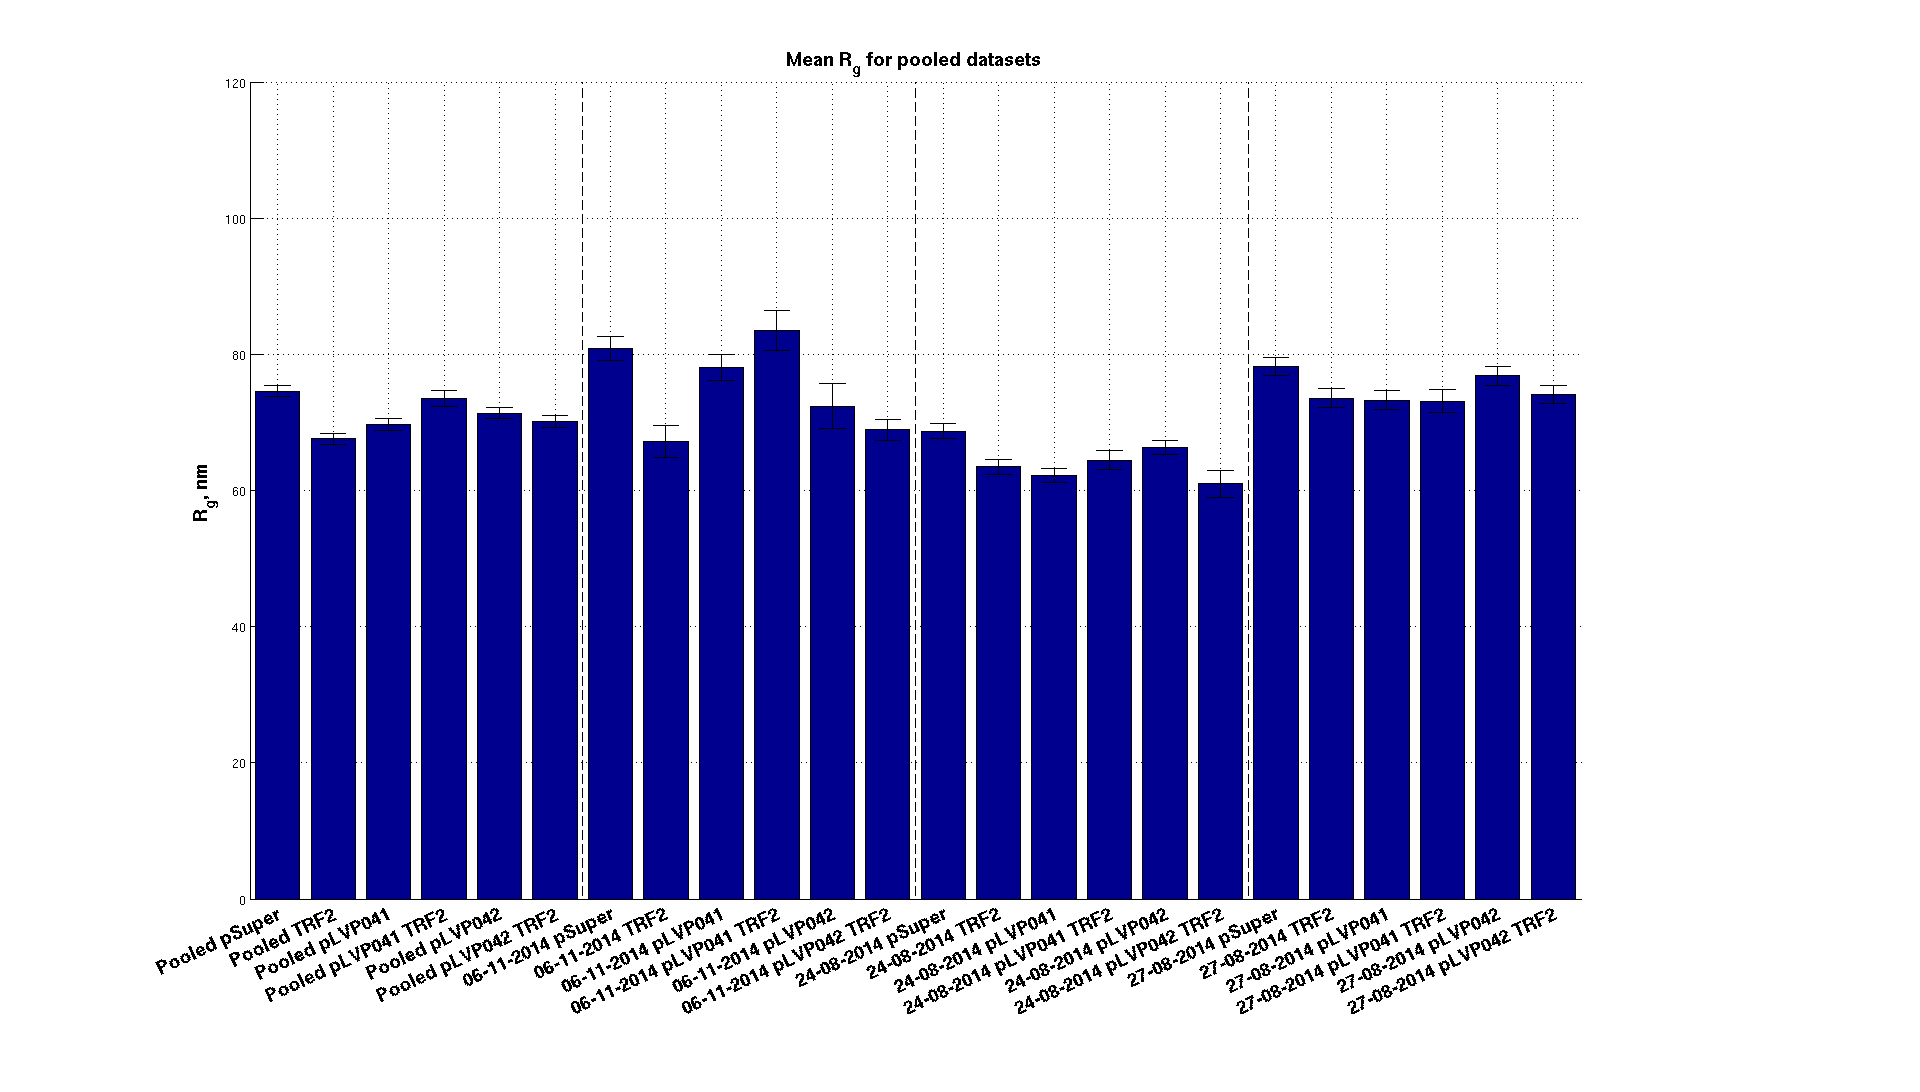 Mean Rg for pooled datasets
120
100
80
60
40
20
0
Rg, nm
Pooled pSuper
Pooled TRF2
Pooled pLVP041
Pooled pLVP041 TRF2
Pooled pLVP042
Pooled pLVP042 TRF2
06-11-2014 pSuper
06-11-2014 TRF2
06-11-2014 pLVP041
06-11-2014 pLVP041 TRF2
06-11-2014 pLVP042
06-11-2014 pLVP042 TRF2
24-08-2014 pSuper
24-08-2014 TRF2
24-08-2014 pLVP041
24-08-2014 pLVP041 TRF2
24-08-2014 pLVP042
24-08-2014 pLVP042 TRF2
27-08-2014 pSuper
27-08-2014 TRF2
27-08-2014 pLVP041
27-08-2014 pLVP041 TRF2
27-08-2014 pLVP042
27-08-2014 pLVP042 TRF2